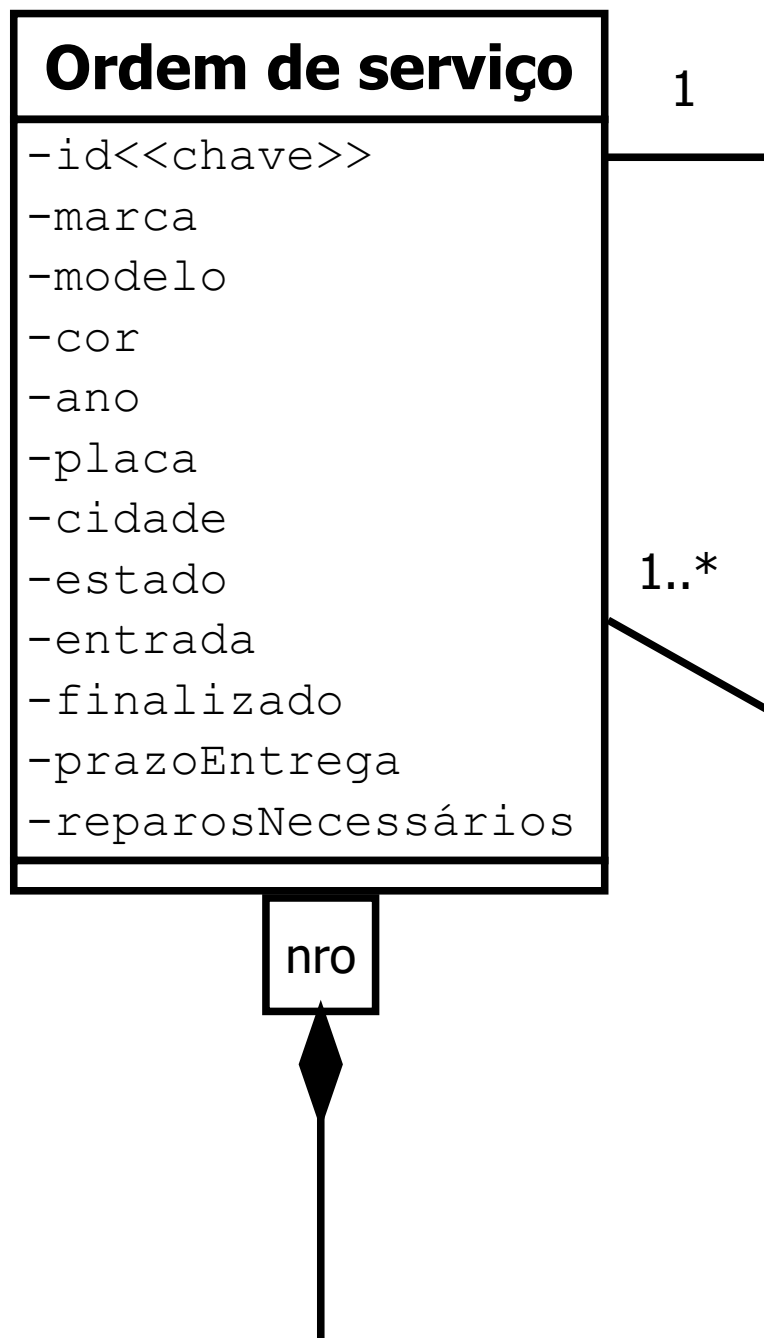 Ordem de serviço
1
-id<<chave>>
-marca
-modelo
-cor
-ano
-placa
-cidade
1..*
-estado
-entrada
-finalizado
-prazoEntrega
-reparosNecessários
nro